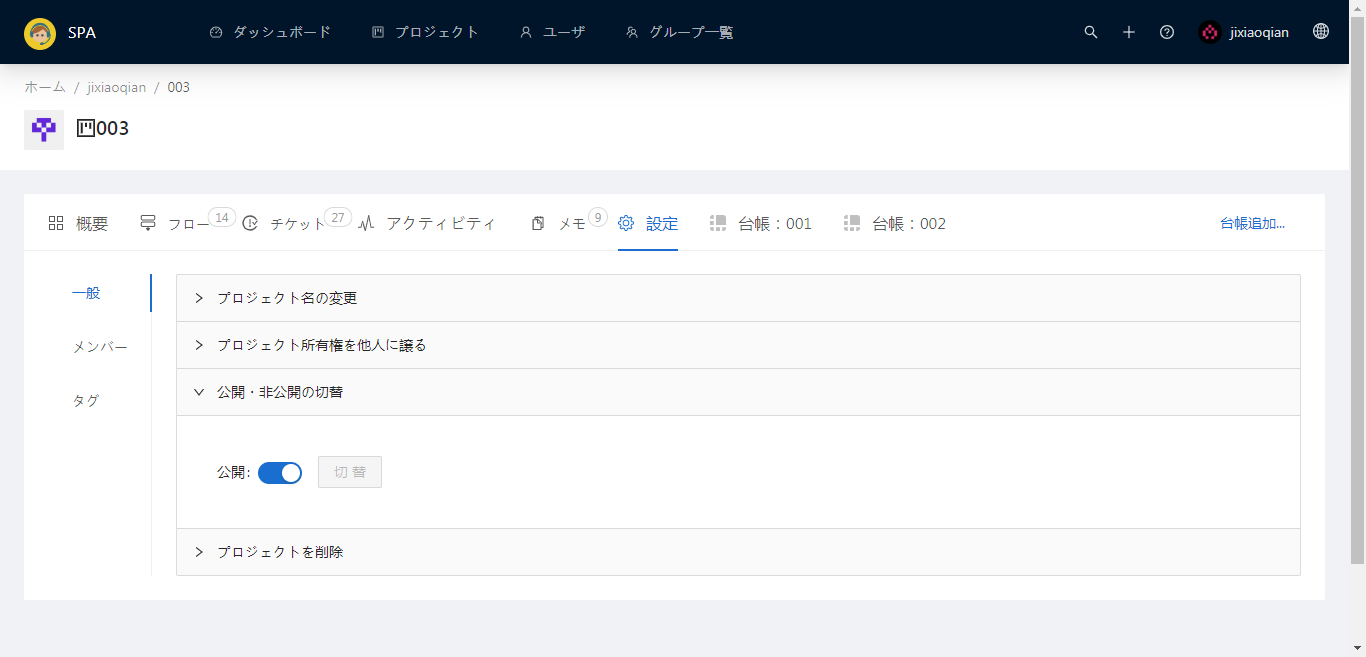 SPA ダッシュボード プロジェクト ユーザ グループ一覧 jixiaoqian
ホーム / jixiaoqian / 003
003
概要 フロー 14 チケット 27 アクティビティ メモ 9 設定 台帳：001 台帳：002 台帳追加...
一般
メンバー
タグ
プロジェクト名の変更
プロジェクト所有権を他人に譲る
公開・非公開の切替
公開: 切 替
プロジェクトを削除